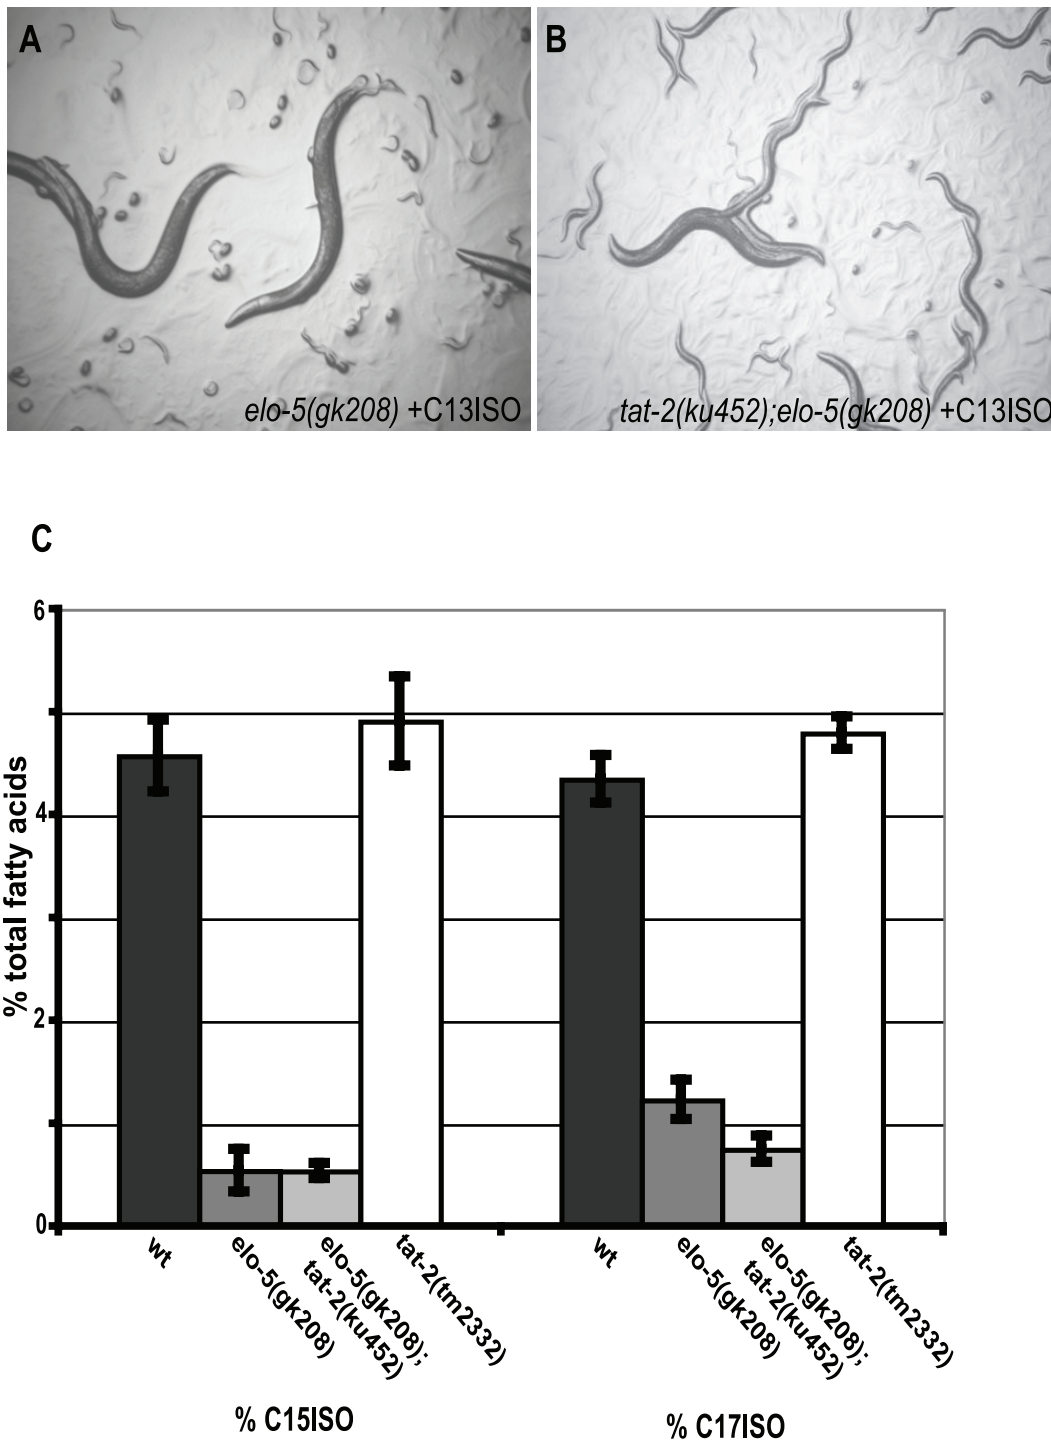 A
B
elo-5(gk208) +C13ISO
tat-2(ku452);elo-5(gk208) +C13ISO
C
% total fatty acids
6
4
2
0
wt
elo-5(gk208)
elo-5(gk208);
tat-2(ku452)
tat-2(tm2332)
wt
elo-5(gk208)
elo-5(gk208);
tat-2(ku452)
tat-2(tm2332)
% C15ISO
% C17ISO